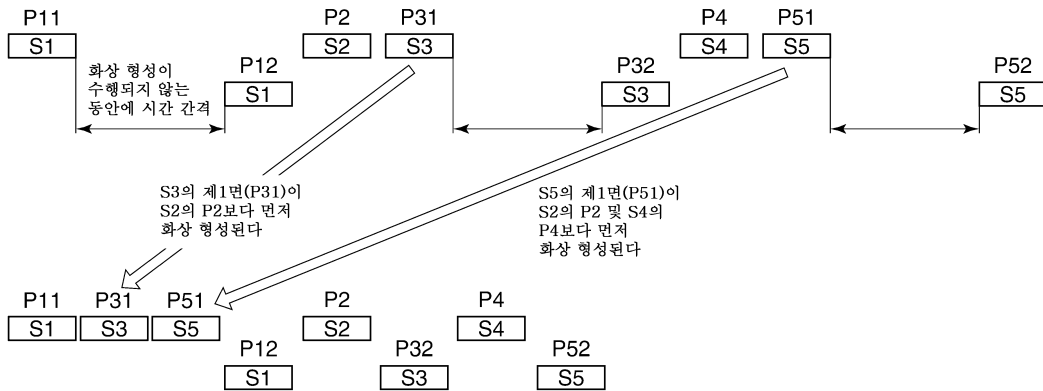 P11
P2
P31
P4
P51
S1
S2
S3
S4
S5
화상 형성이
수행되지 않는
동안에 시간 간격
P12
S1
P32
S3
P52
S5
S3의 제1면(P31)이
S2의 P2보다 먼저
화상 형성된다
S5의 제1면(P51)이
S2의 P2 및 S4의
P4보다 먼저
화상 형성된다
P11
P31
P51
P2
P4
S1
S3
S5
S2
S4
P12
P32
P52
S1
S3
S5